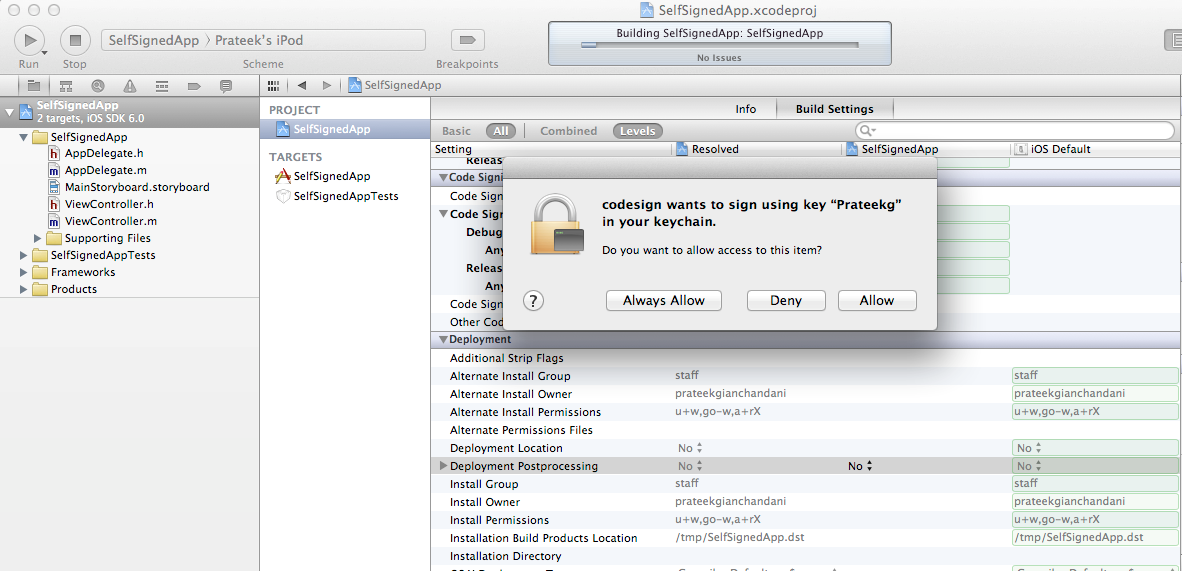 SelfSignedApp.xcodeproj
SelfSignedApp 〉 Prateek's iPod
Building SelfSignedApp: SelfSignedApp
No Issues
Run
Stop
Scheme
Breakpoints
SelfSignedApp
SelfSignedApp
2 targets, iOS SDK 6.0
SelfSignedApp
h AppDelegate.h
m AppDelegate.m
MainStoryboard.storyboard
h ViewController.h
m ViewController.m
Supporting Files
SelfSignedAppTests
Frameworks
Products
PROJECT
SelfSignedApp
TARGETS
SelfSignedApp
SelfSignedAppTests
Info
Build Settings
Basic All Combined Levels
Setting Resolved SelfSignedApp iOS Default
Releas
Code Signi
Code Sign
Code Sign
Debug
Any
Releas
Any
Code Sign
Other Cod
codesign wants to sign using key “Prateekg”
in your keychain.
Do you want to allow access to this item?
? Always Allow Deny Allow
Deployment
Additional Strip Flags
Alternate Install Group staff staff
Alternate Install Owner prateekgianchandani prateekgianchandani
Alternate Install Permissions u+w,go-w,a+rX u+w,go-w,a+rX
Alternate Permissions Files
Deployment Location No No
Deployment Postprocessing No No No
Install Group staff staff
Install Owner prateekgianchandani prateekgianchandani
Install Permissions u+w,go-w,a+rX u+w,go-w,a+rX
Installation Build Products Location /tmp/SelfSignedApp.dst /tmp/SelfSignedApp.dst
Installation Directory